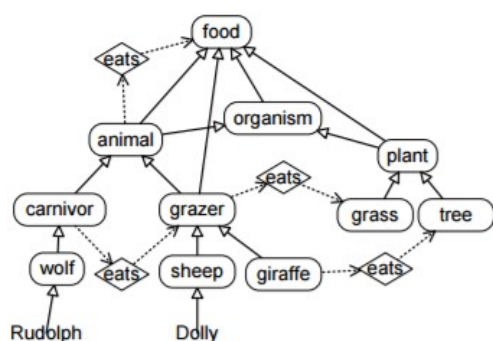 food
eats
organism
animal
plant
eats
carnivor
grazer
grass
tree
wolf
eats
sheep
giraffe
eats
Rudolph
Dolly